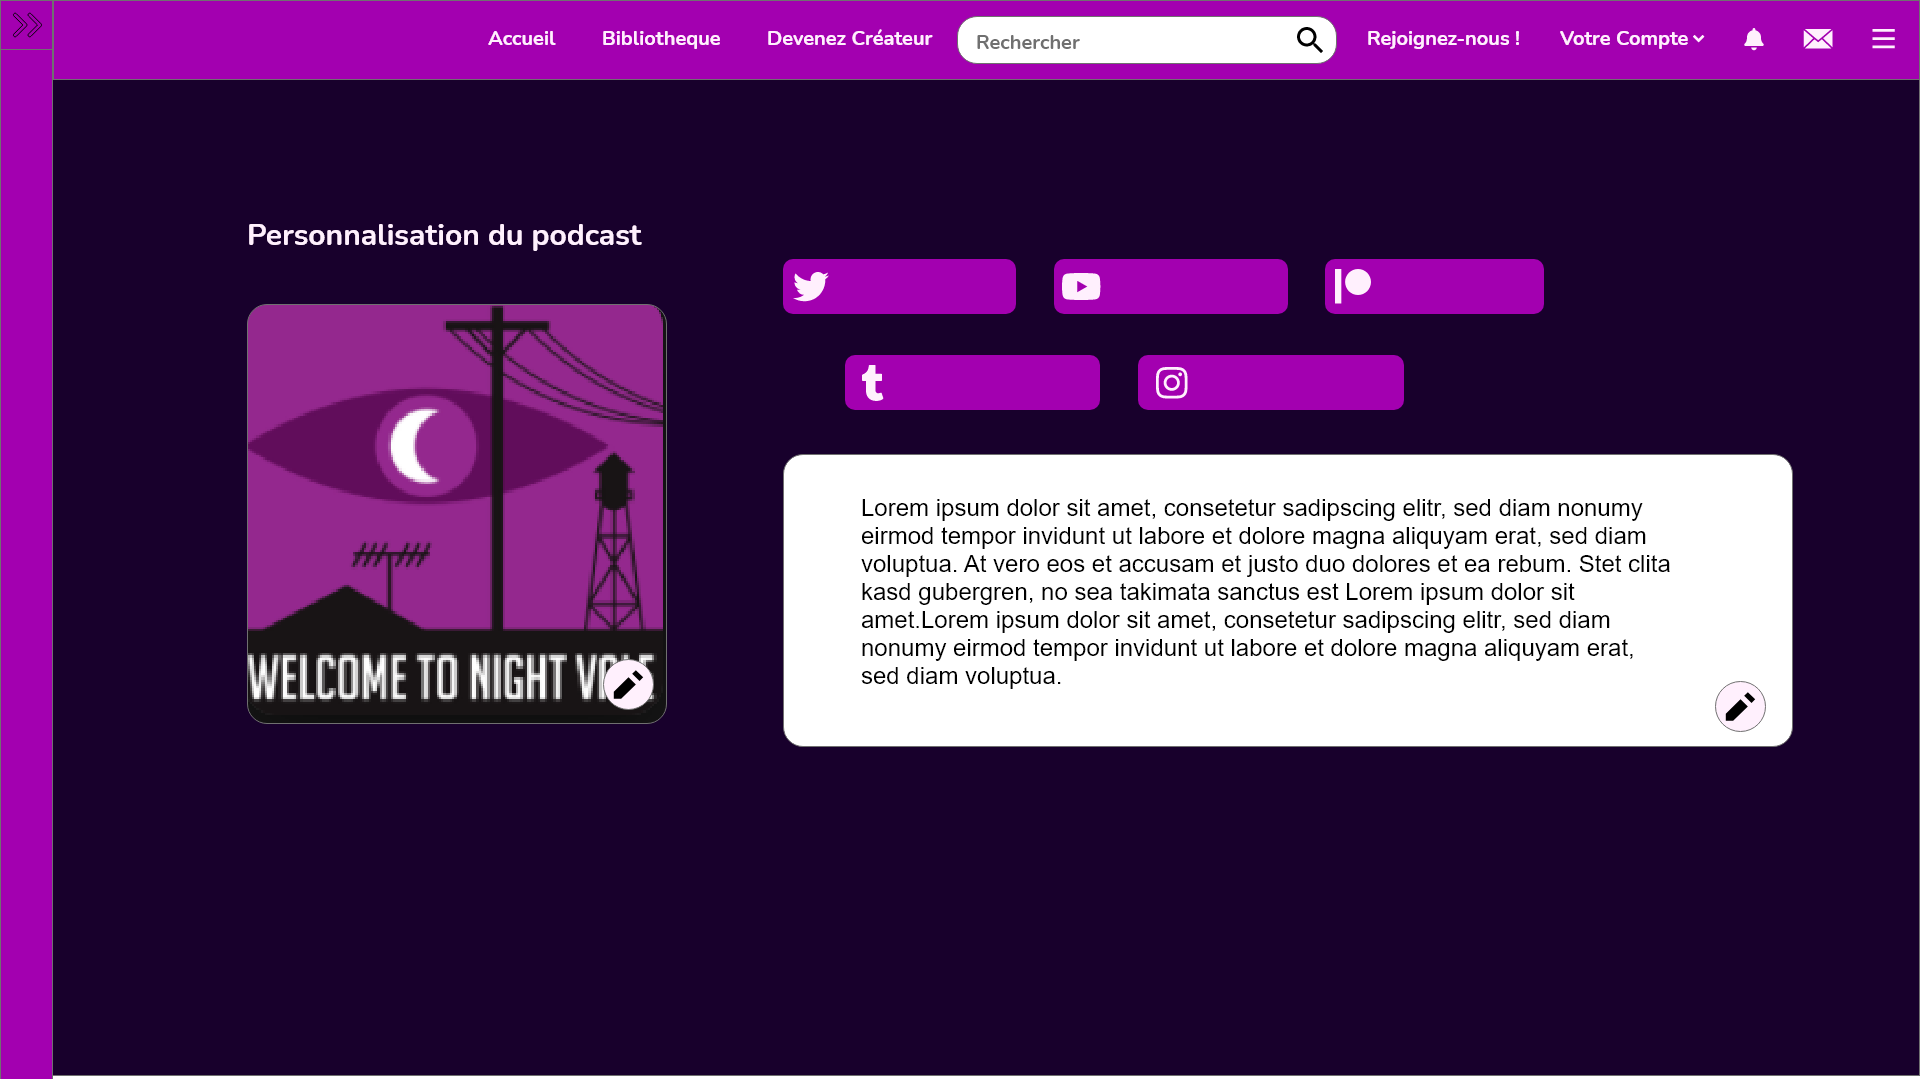 Accueil
Bibliotheque
Devenez Créateur
Rechercher
Rejoignez-nous !
Votre Compte
Personnalisation du podcast
WELCOME TO NIGHT
Lorem ipsum dolor sit amet, consetetur sadipscing elitr, sed diam nonumy
eirmod tempor invidunt ut labore et dolore magna aliquyam erat, sed diam
voluptua. At vero eos et accusam et justo duo dolores et ea rebum. Stet clita
kasd gubergren, no sea takimata sanctus est Lorem ipsum dolor sit
amet.Lorem ipsum dolor sit amet, consetetur sadipscing elitr, sed diam
nonumy eirmod tempor invidunt ut labore et dolore magna aliquyam erat,
sed diam voluptua.